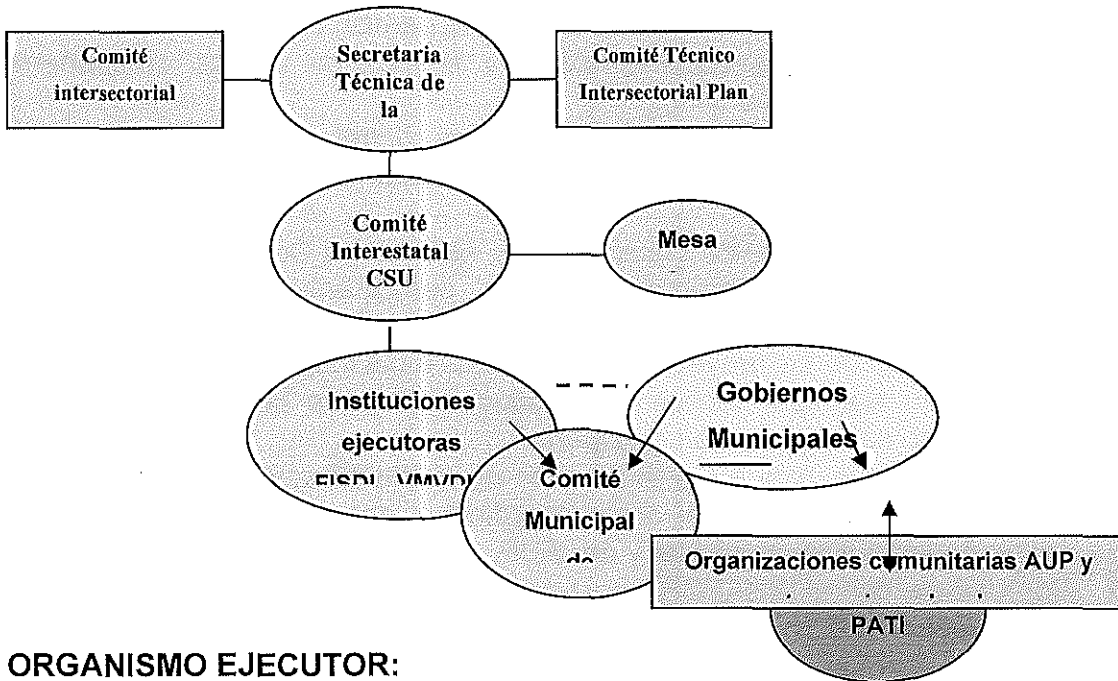 Comité
intersectorial
Secretaria
Técnica de
la
Comité Técnico
Intersectorial Plan
Comité
Interestatal
CSU
Mesa
Instituciones
ejecutoras
Gobiernos
Municipales
Comité
Municipal
de
Organizaciones comunitarias AUP y
PATI
ORGANISMO EJECUTOR: